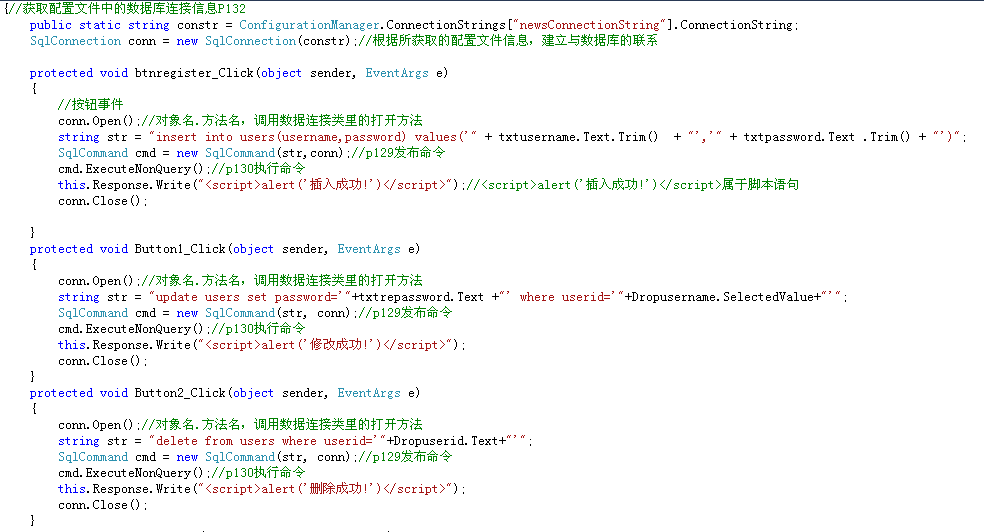 {//获取配置文件中的数据库连接信息P132
public static string constr = ConfigurationManager.ConnectionStrings["newsConnectionString"].ConnectionString;
SqlConnection conn = new SqlConnection(constr);//根据所获取的配置文件信息，建立与数据库的联系
protected void btnregister_Click(object sender, EventArgs e)
{
//按钮事件
conn.Open();//对象名.方法名，调用数据连接类里的打开方法
string str = "insert into users(username,password) values('" + txtusername.Text.Trim()  + "','" + txtpassword.Text .Trim() + "')";
SqlCommand cmd = new SqlCommand(str,conn);//p129发布命令
cmd.ExecuteNonQuery();//p130执行命令
this.Response.Write("<script>alert('插入成功!')</script>");//<script>alert('插入成功!')</script>属于脚本语句
conn.Close();
}
protected void Button1_Click(object sender, EventArgs e)
{
conn.Open();//对象名.方法名，调用数据连接类里的打开方法
string str = "update users set password='"+txtrepassword.Text +"' where userid='"+Dropusername.SelectedValue+"'";
SqlCommand cmd = new SqlCommand(str, conn);//p129发布命令
cmd.ExecuteNonQuery();//p130执行命令
this.Response.Write("<script>alert('修改成功!')</script>");
conn.Close();
}
protected void Button2_Click(object sender, EventArgs e)
{
conn.Open();//对象名.方法名，调用数据连接类里的打开方法
string str = "delete from users where userid='"+Dropuserid.Text+"'";
SqlCommand cmd = new SqlCommand(str, conn);//p129发布命令
cmd.ExecuteNonQuery();//p130执行命令
this.Response.Write("<script>alert('删除成功!')</script>");
conn.Close();
}